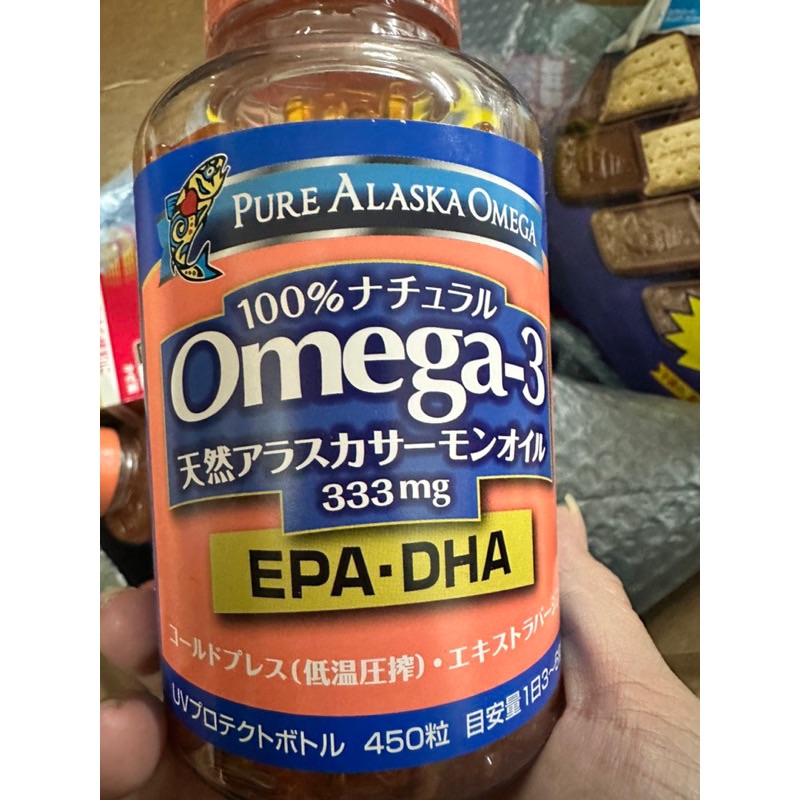 PURE ALASKA OMEGA
100%ナチュラル
Omega-3
天然アラスカサーモンオイル
333mg
EPA・DHA
コールドプレス(低温圧搾)・エキストラバー
UVプロテクトボトル 450粒 目安量1日3~6